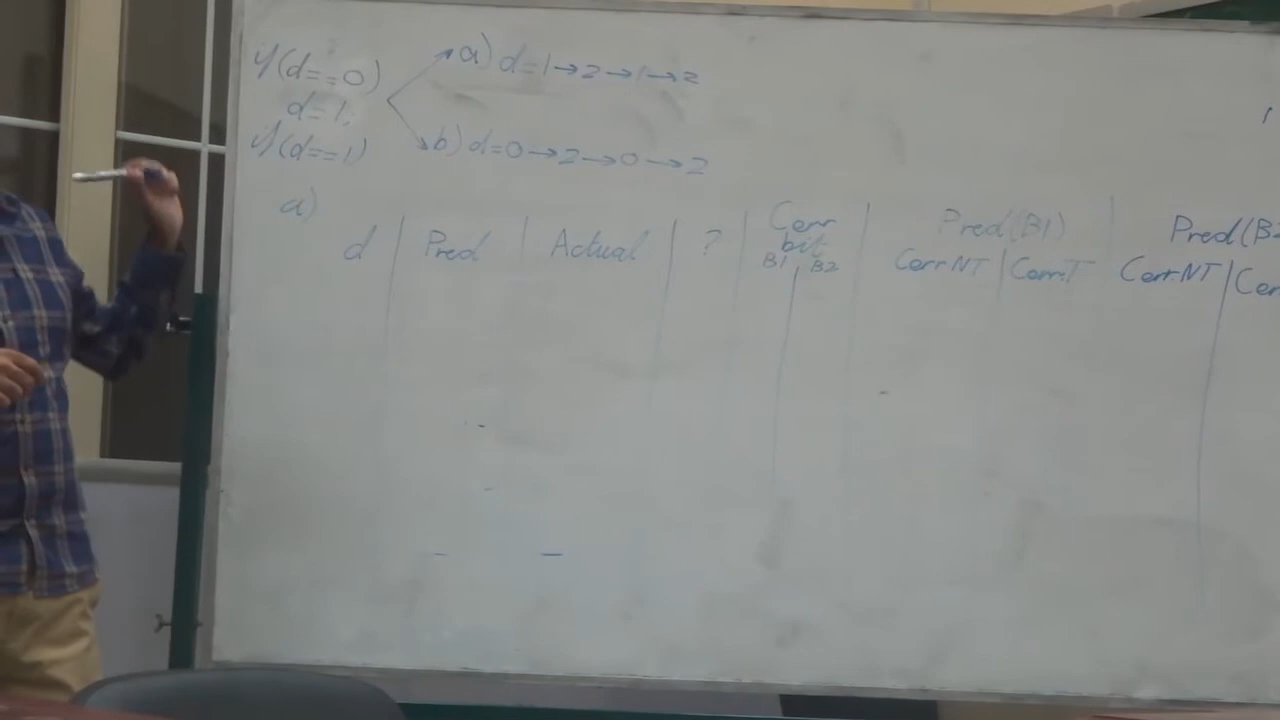 if(d==0)
d=1;
if(d==1)
a) d=1→2→1→2
b) d=0→2→0→2
a)
d | Pred | Actual | ? | Corr bit B1 | B2 | Pred(B1) Corr.NT | Corr.T | Pred(B2 Corr.NT | Cor